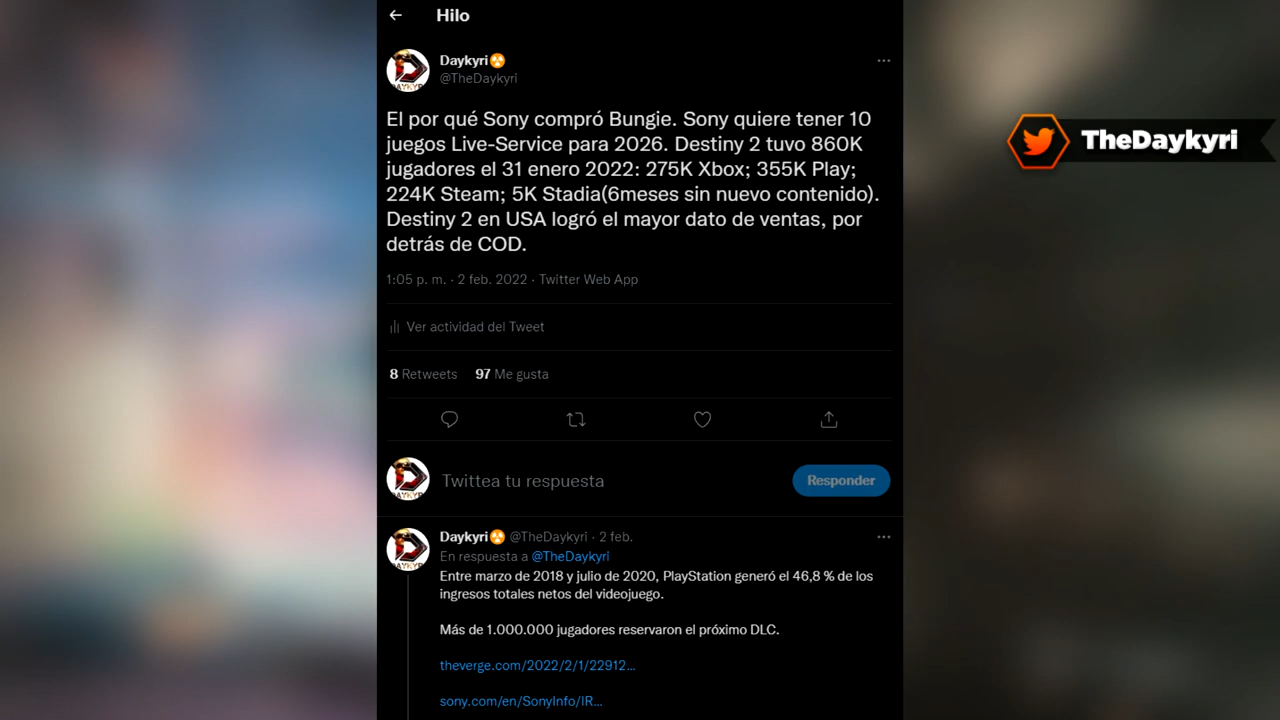 Hilo
Daykyri
@TheDaykyri
El por qué Sony compró Bungie. Sony quiere tener 10
juegos Live-Service para 2026. Destiny 2 tuvo 860K
jugadores el 31 enero 2022: 275K Xbox; 355K Play;
224K Steam; 5K Stadia(6meses sin nuevo contenido).
Destiny 2 en USA logró el mayor dato de ventas, por
detrás de COD.
1:05 p. m. · 2 feb. 2022 · Twitter Web App
Ver actividad del Tweet
8 Retweets 97 Me gusta
Twittea tu respuesta
Responder
Daykyri @TheDaykyri · 2 feb.
En respuesta a @TheDaykyri
Entre marzo de 2018 y julio de 2020, PlayStation generó el 46,8 % de los
ingresos totales netos del videojuego.
Más de 1.000.000 jugadores reservaron el próximo DLC.
theverge.com/2022/2/1/22912...
sony.com/en/SonyInfo/IR...
TheDaykyri